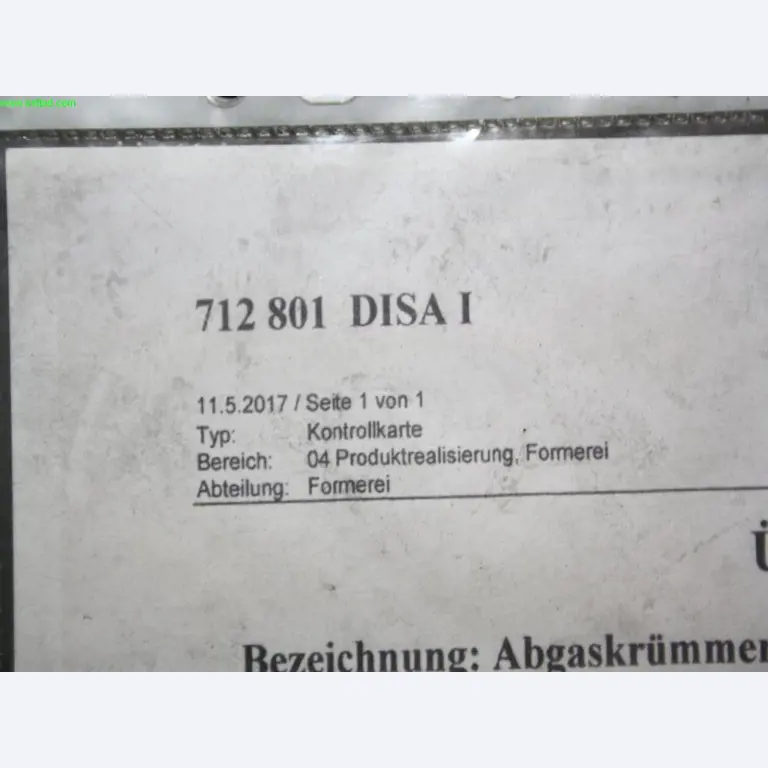 712 801 DISA I
11.5.2017 / Seite 1 von 1
Typ: Kontrollkarte
Bereich: 04 Produktrealisierung, Formerei
Abteilung: Formerei
Ü
Bezeichnung: Abgaskrümmer